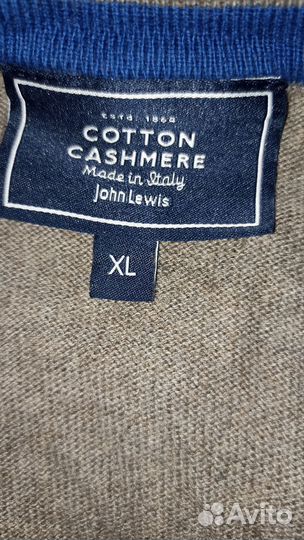 ESTD. 1864
COTTON
CASHMERE
Made in Italy
John Lewis
XL
Avito